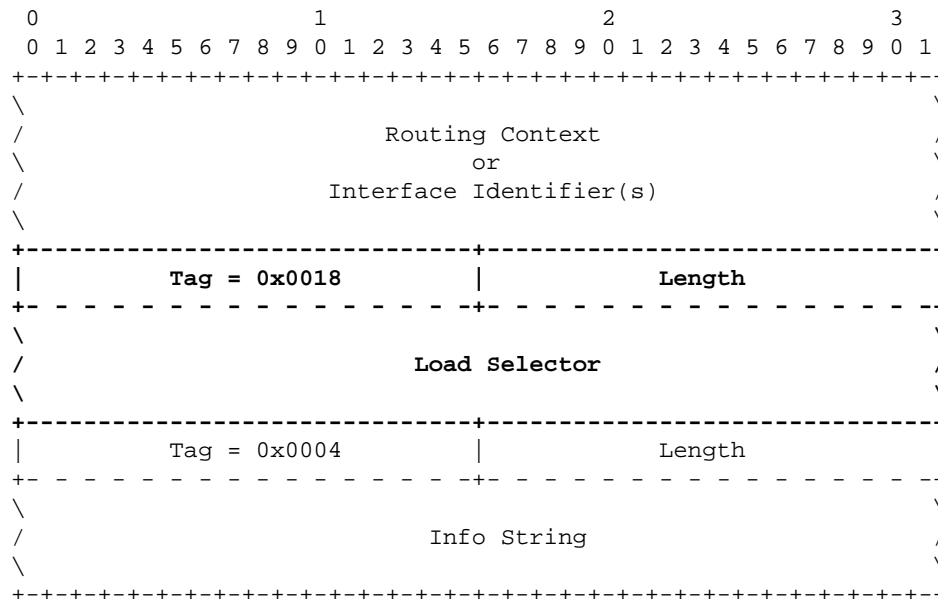 0                   1                   2                   3
 0 1 2 3 4 5 6 7 8 9 0 1 2 3 4 5 6 7 8 9 0 1 2 3 4 5 6 7 8 9 0 1
+-+-+-+-+-+-+-+-+-+-+-+-+-+-+-+-+-+-+-+-+-+-+-+-+-+-+-+-+-+-+-+--
\                                                               \
/                         Routing Context                       /
\                               or                              \
/                     Interface Identifier(s)                   /
\                                                               \
+-------------------------------+--------------------------------
|          Tag = 0x0018         |            Length
+- - - - - - - - - - - - - - - -+- - - - - - - - - - - - - - - --
\                                                               \
/                           Load Selector                       /
\                                                               \
+-------------------------------+--------------------------------
|          Tag = 0x0004         |            Length
+- - - - - - - - - - - - - - - -+- - - - - - - - - - - - - - - --
\                                                               \
/                            Info String                        /
\                                                               \
+-+-+-+-+-+-+-+-+-+-+-+-+-+-+-+-+-+-+-+-+-+-+-+-+-+-+-+-+-+-+-+--